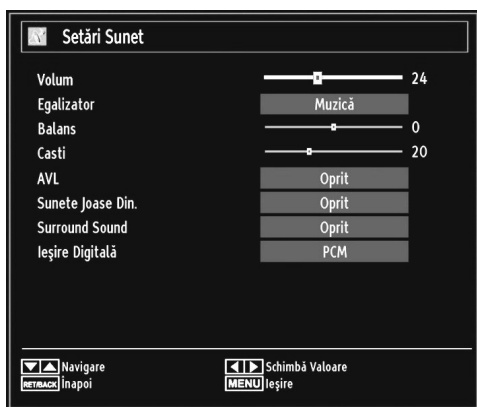 Setări Sunet
Volum 24
Egalizator Muzică
Balans 0
Casti 20
AVL Oprit
Sunete Joase Din. Oprit
Surround Sound Oprit
Ieşire Digitală PCM
Navigare Schimbă Valoare
RET/BACK Înapoi MENU Ieşire